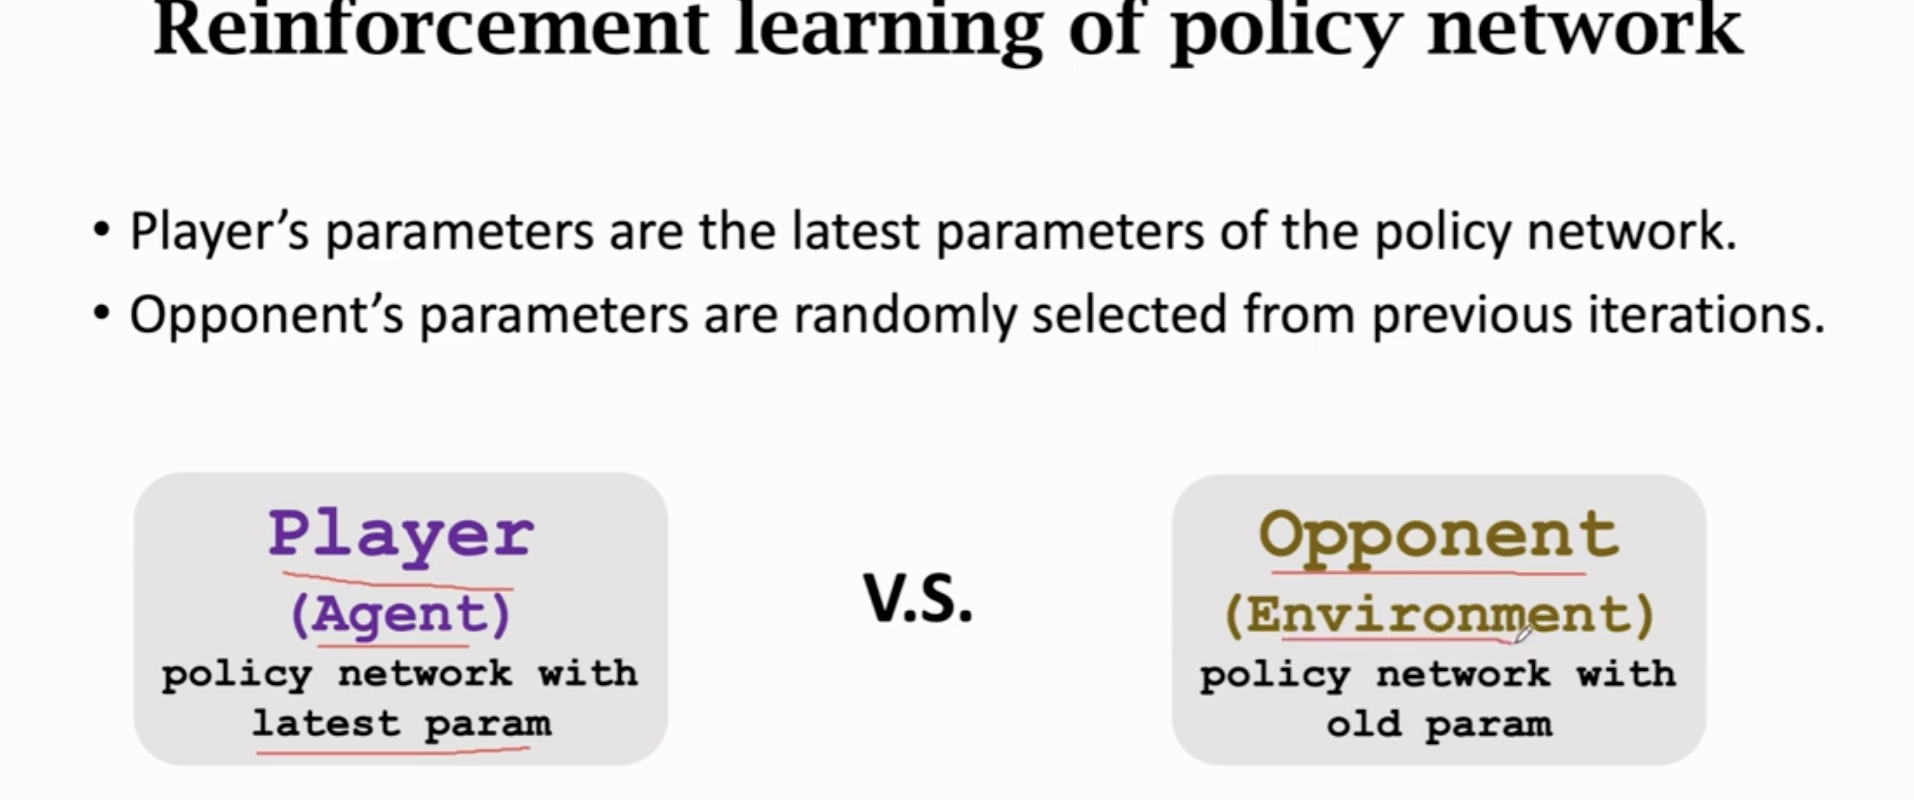 Reinforcement learning of policy network
• Player’s parameters are the latest parameters of the policy network.
• Opponent’s parameters are randomly selected from previous iterations.
Player
(Agent)
policy network with
latest param
V.S.
Opponent
(Environment)
policy network with
old param